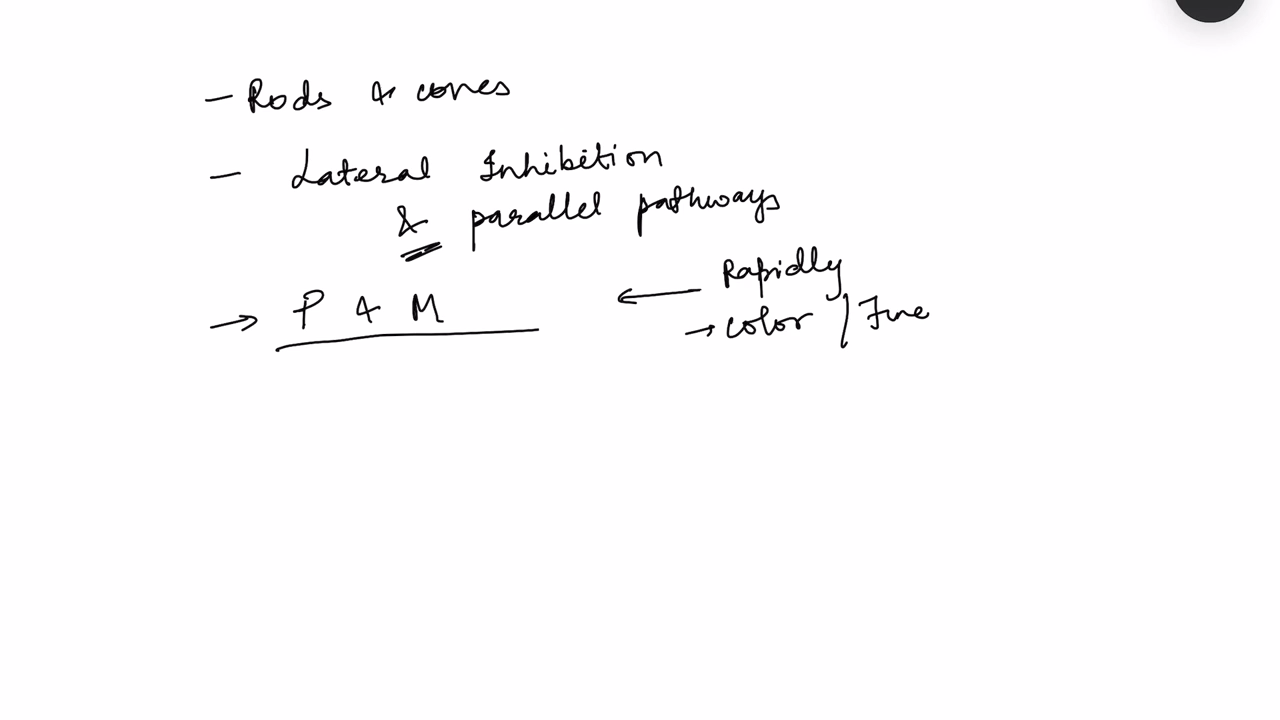 – Rods & cones
– Lateral Inhibition
& parallel pathways
→ P & M
← Rapidly
→ color / Fine